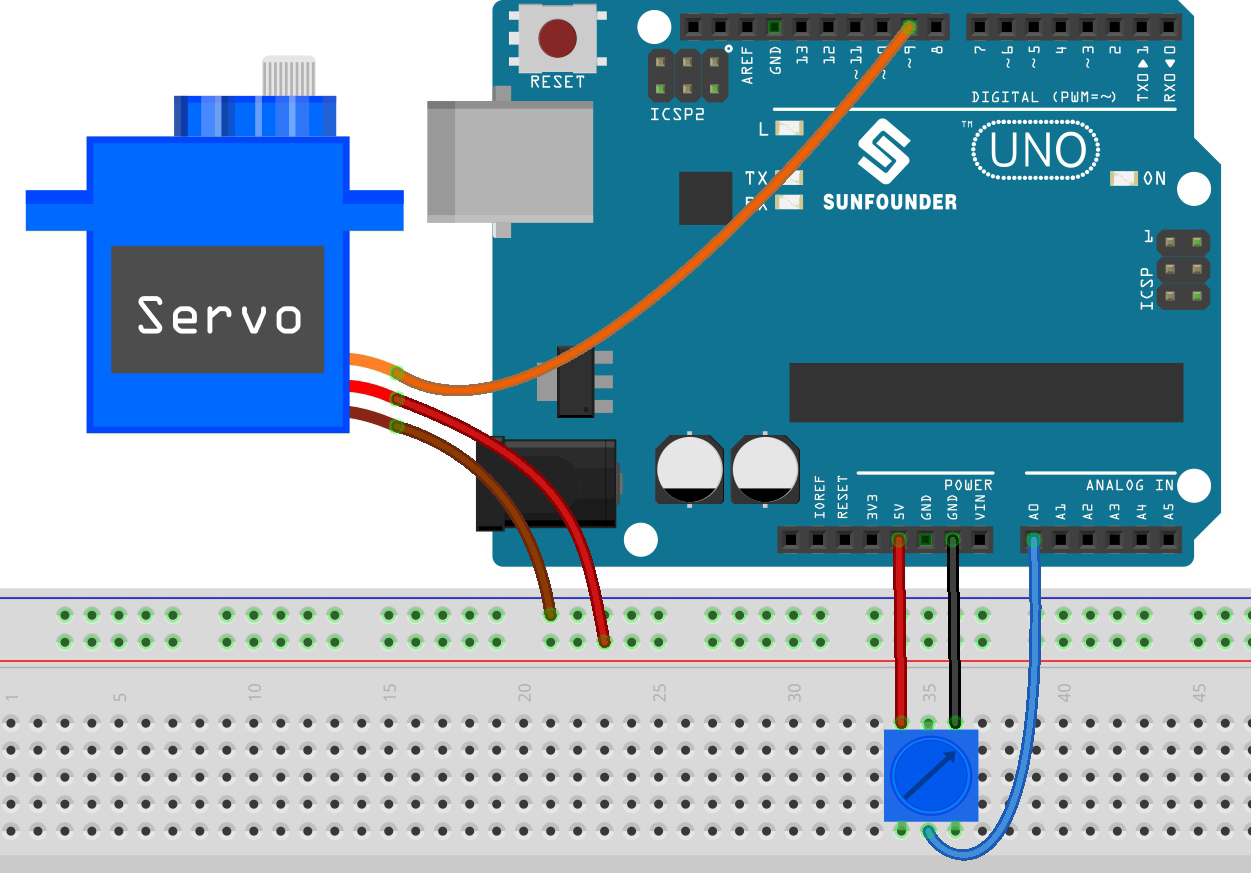 RESET
AREF
GND
13
12
~11
~10
~9
8
7
~6
~5
4
~3
2
TX0▶1
RX0◀0
DIGITAL (PWM=~)
ICSP2
L
TX
RX
™
UNO
ON
SUNFOUNDER
1
ICSP
Servo
POWER
ANALOG IN
IOREF
RESET
3V3
5V
GND
GND
VIN
A0
A1
A2
A3
A4
A5
1
5
10
15
20
25
30
35
40
45